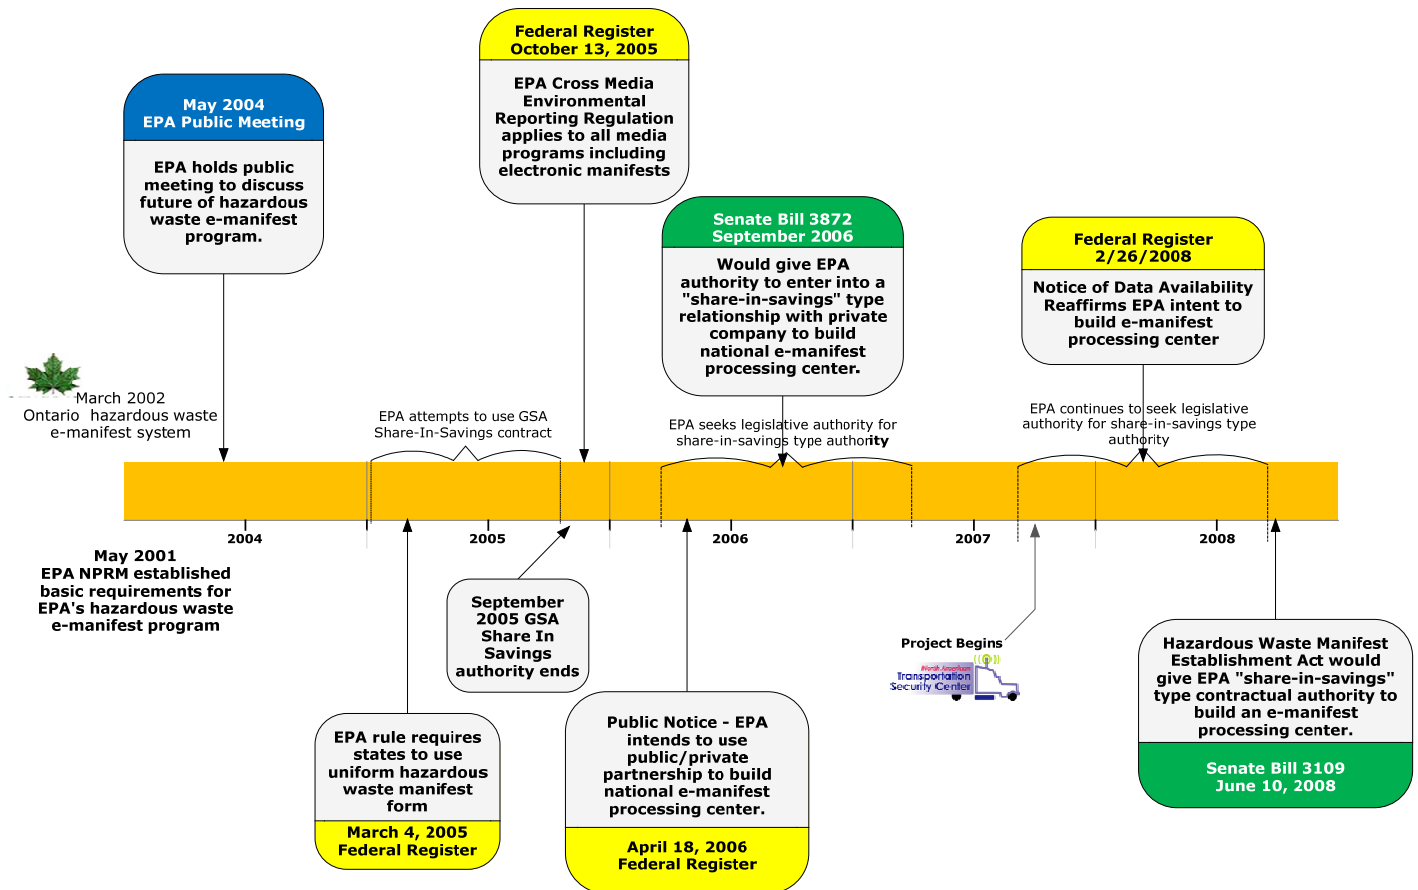 Federal Register
October 13, 2005
EPA Cross Media
Environmental
Reporting Regulation
applies to all media
programs including
electronic manifests
May 2004
EPA Public Meeting
EPA holds public
meeting to discuss
future of hazardous
waste e-manifest
program.
Senate Bill 3872
September 2006
Would give EPA
authority to enter into a
"share-in-savings" type
relationship with private
company to build
national e-manifest
processing center.
Federal Register
2/26/2008
Notice of Data Availability
Reaffirms EPA intent to
build e-manifest
processing center
March 2002
Ontario hazardous waste
e-manifest system
EPA attempts to use GSA
Share-In-Savings contract
EPA seeks legislative authority for
share-in-savings type authority
EPA continues to seek legislative
authority for share-in-savings type
authority
2004
2005
2006
2007
2008
May 2001
EPA NPRM established
basic requirements for
EPA's hazardous waste
e-manifest program
September
2005 GSA
Share In
Savings
authority ends
Project Begins
North American
Transportation
Security Center
Hazardous Waste Manifest
Establishment Act would
give EPA "share-in-savings"
type contractual authority to
build an e-manifest
processing center.
Senate Bill 3109
June 10, 2008
EPA rule requires
states to use
uniform hazardous
waste manifest
form
March 4, 2005
Federal Register
Public Notice - EPA
intends to use
public/private
partnership to build
national e-manifest
processing center.
April 18, 2006
Federal Register